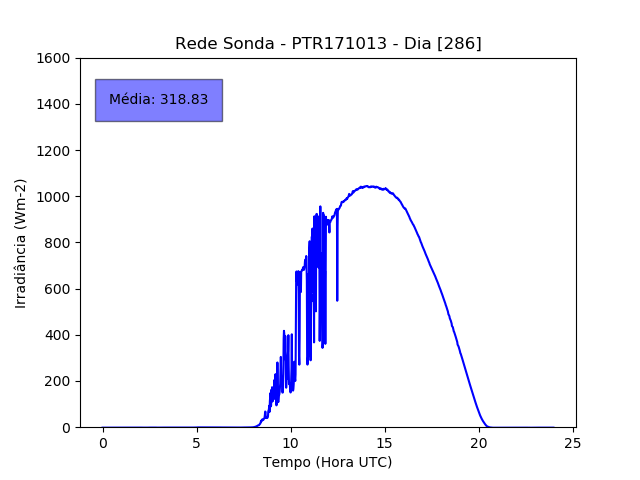 Rede Sonda - PTR171013 - Dia [286]
1600
1400
1200
1000
800
600
400
200
0
Média: 318.83
Irradiância (Wm-2)
0 5 10 15 20 25
Tempo (Hora UTC)